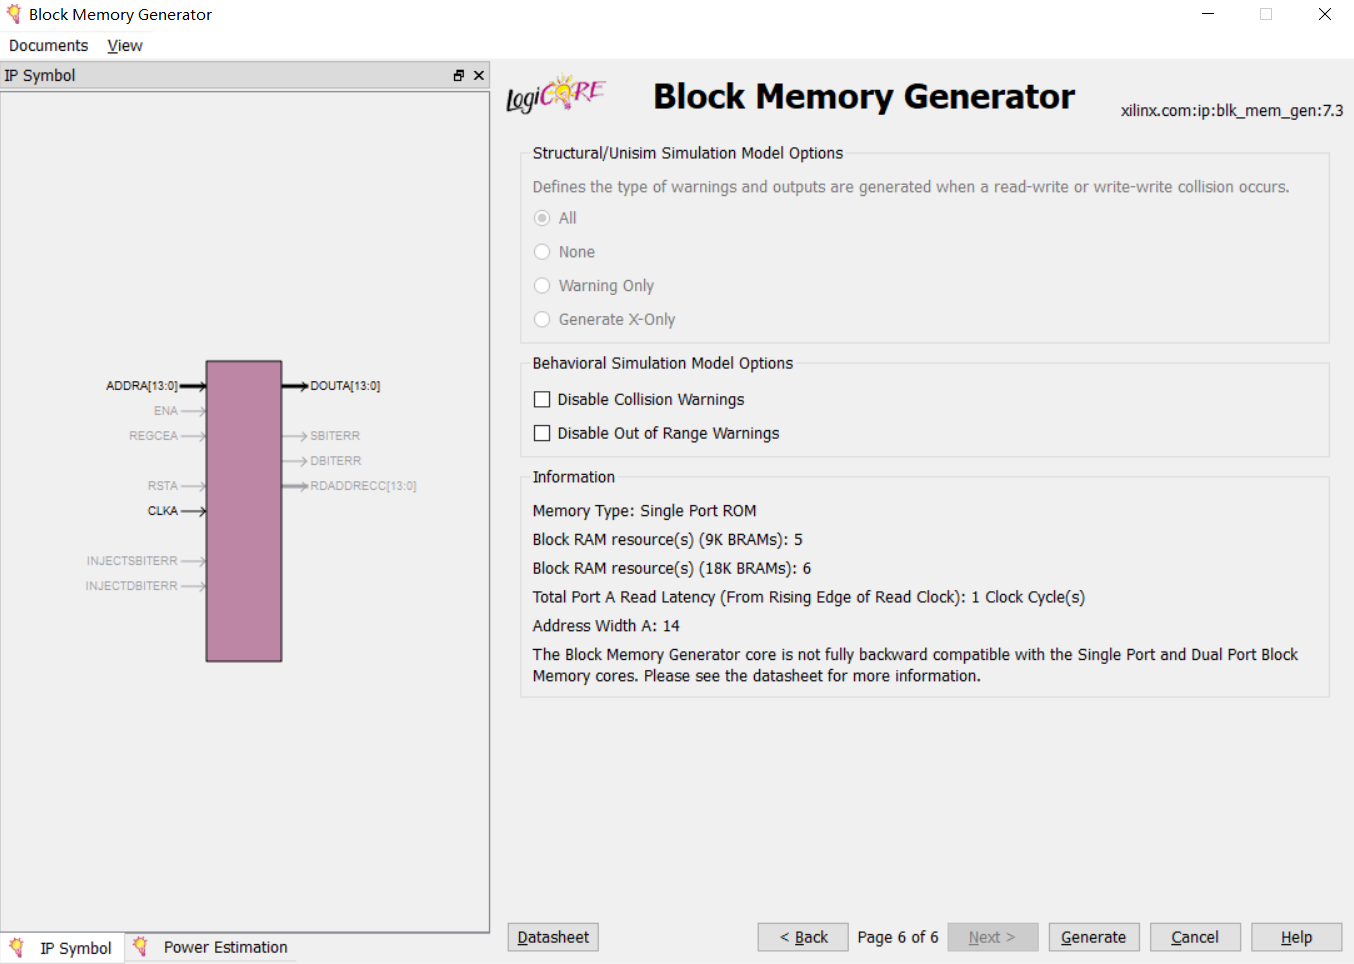 Block Memory Generator
Documents View
IP Symbol
LogiCORE
Block Memory Generator
xilinx.com:ip:blk_mem_gen:7.3
Structural/Unisim Simulation Model Options
Defines the type of warnings and outputs are generated when a read-write or write-write collision occurs.
All
None
Warning Only
Generate X-Only
Behavioral Simulation Model Options
Disable Collision Warnings
Disable Out of Range Warnings
Information
Memory Type: Single Port ROM
Block RAM resource(s) (9K BRAMs): 5
Block RAM resource(s) (18K BRAMs): 6
Total Port A Read Latency (From Rising Edge of Read Clock): 1 Clock Cycle(s)
Address Width A: 14
The Block Memory Generator core is not fully backward compatible with the Single Port and Dual Port Block
Memory cores. Please see the datasheet for more information.
ADDRA[13:0] DOUTA[13:0]
ENA
REGCEA SBITERR
DBITERR
RSTA RDADDRECC[13:0]
CLKA
INJECTSBITERR
INJECTDBITERR
Datasheet < Back Page 6 of 6 Next > Generate Cancel Help
IP Symbol Power Estimation